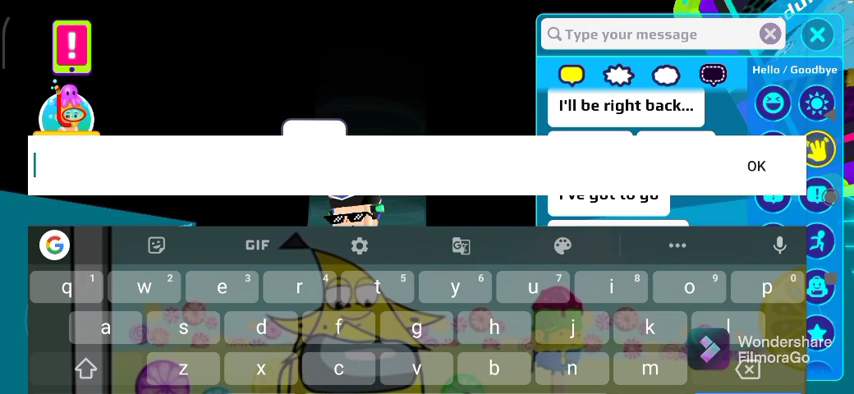 !
Type your message
Hello / Goodbye
I'll be right back...
OK
I've got to go
G
GIF
q 1 w 2 e 3 r 4 t 5 y 6 u 7 i 8 o 9 p 0
a s d f g h j k l
z x c v b n m
Wondershare
FilmoraGo